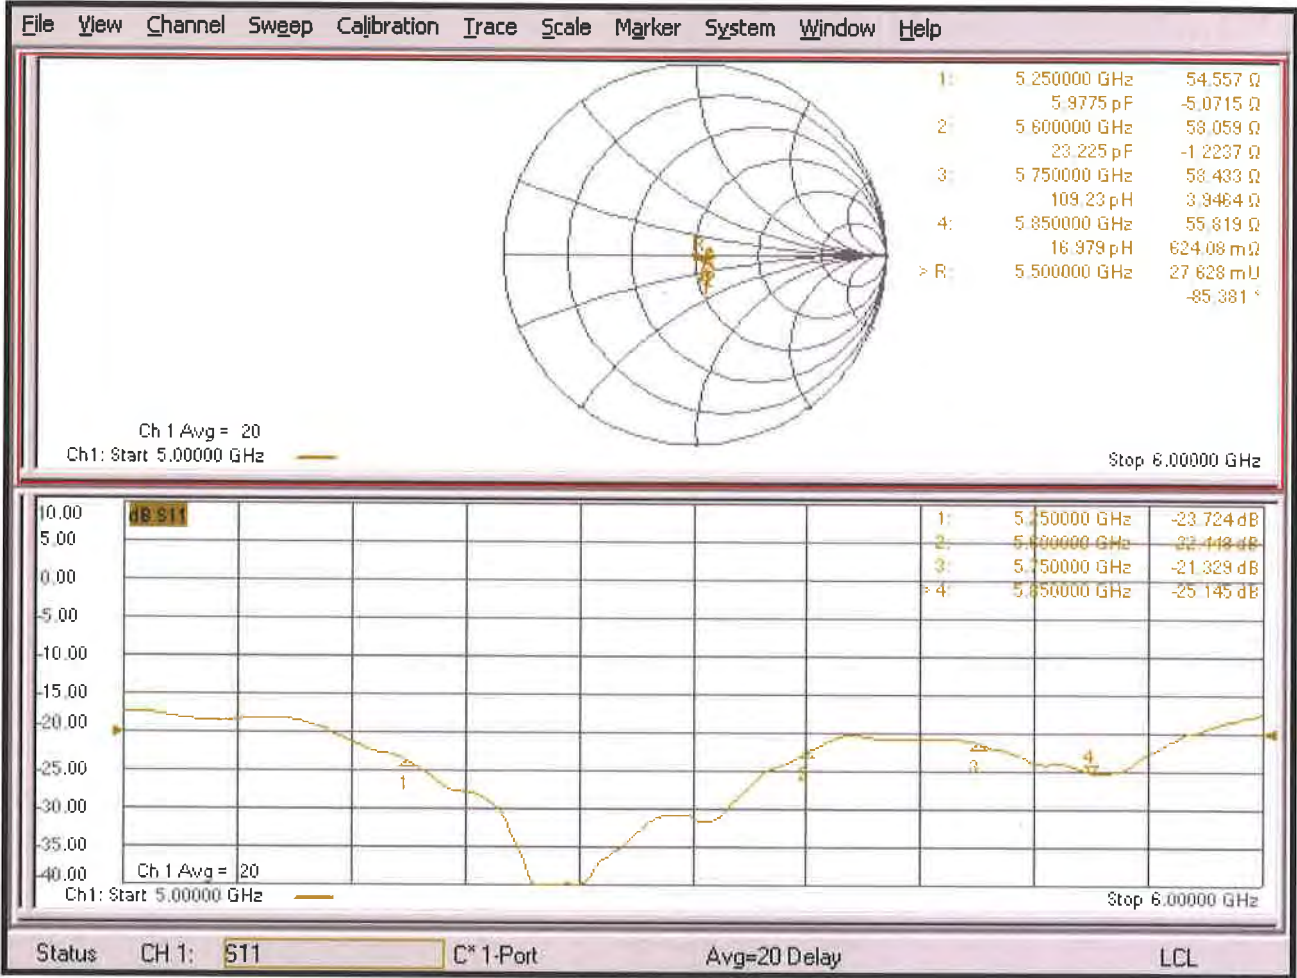 File View Channel Sweep Calibration Trace Scale Marker System Window Help
1: 5.250000 GHz 54.557 Ω
5.9775 pF -5.0715 Ω
2: 5.600000 GHz 58.059 Ω
23.225 pF -1.2237 Ω
3: 5.750000 GHz 58.433 Ω
109.23 pH 3.9464 Ω
4: 5.850000 GHz 55.819 Ω
16.979 pH 624.08 mΩ
> R: 5.500000 GHz 27.628 mU
-85.381 °
R
Ch 1 Avg = 20
Ch1: Start 5.00000 GHz
Stop 6.00000 GHz
10.00
dB S11
5.00
0.00
-5.00
-10.00
-15.00
-20.00
-25.00
-30.00
-35.00
-40.00
1: 5.250000 GHz -23.724 dB
2: 5.600000 GHz -22.448 dB
3: 5.750000 GHz -21.329 dB
> 4: 5.850000 GHz -25.145 dB
1
2
3
4
Ch 1 Avg = 20
Ch1: Start 5.00000 GHz
Stop 6.00000 GHz
Status CH 1: S11 C* 1-Port Avg=20 Delay LCL